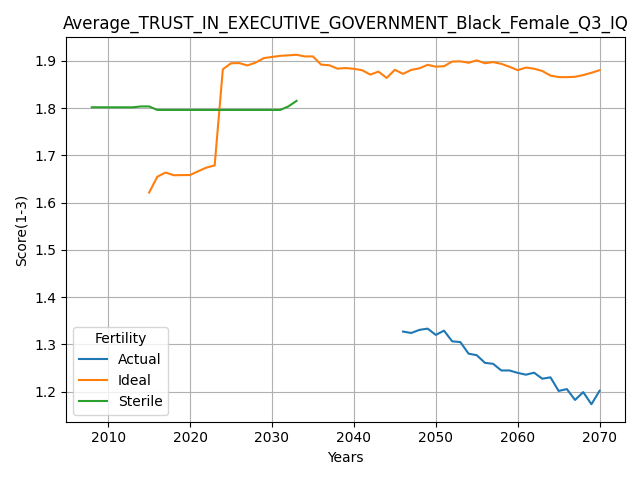 Average_TRUST_IN_EXECUTIVE_GOVERNMENT_Black_Female_Q3_IQ
1.9
1.8
1.7
1.6
1.5
1.4
1.3
1.2
Score(1-3)
Fertility
Actual
Ideal
Sterile
2010 2020 2030 2040 2050 2060 2070
Years